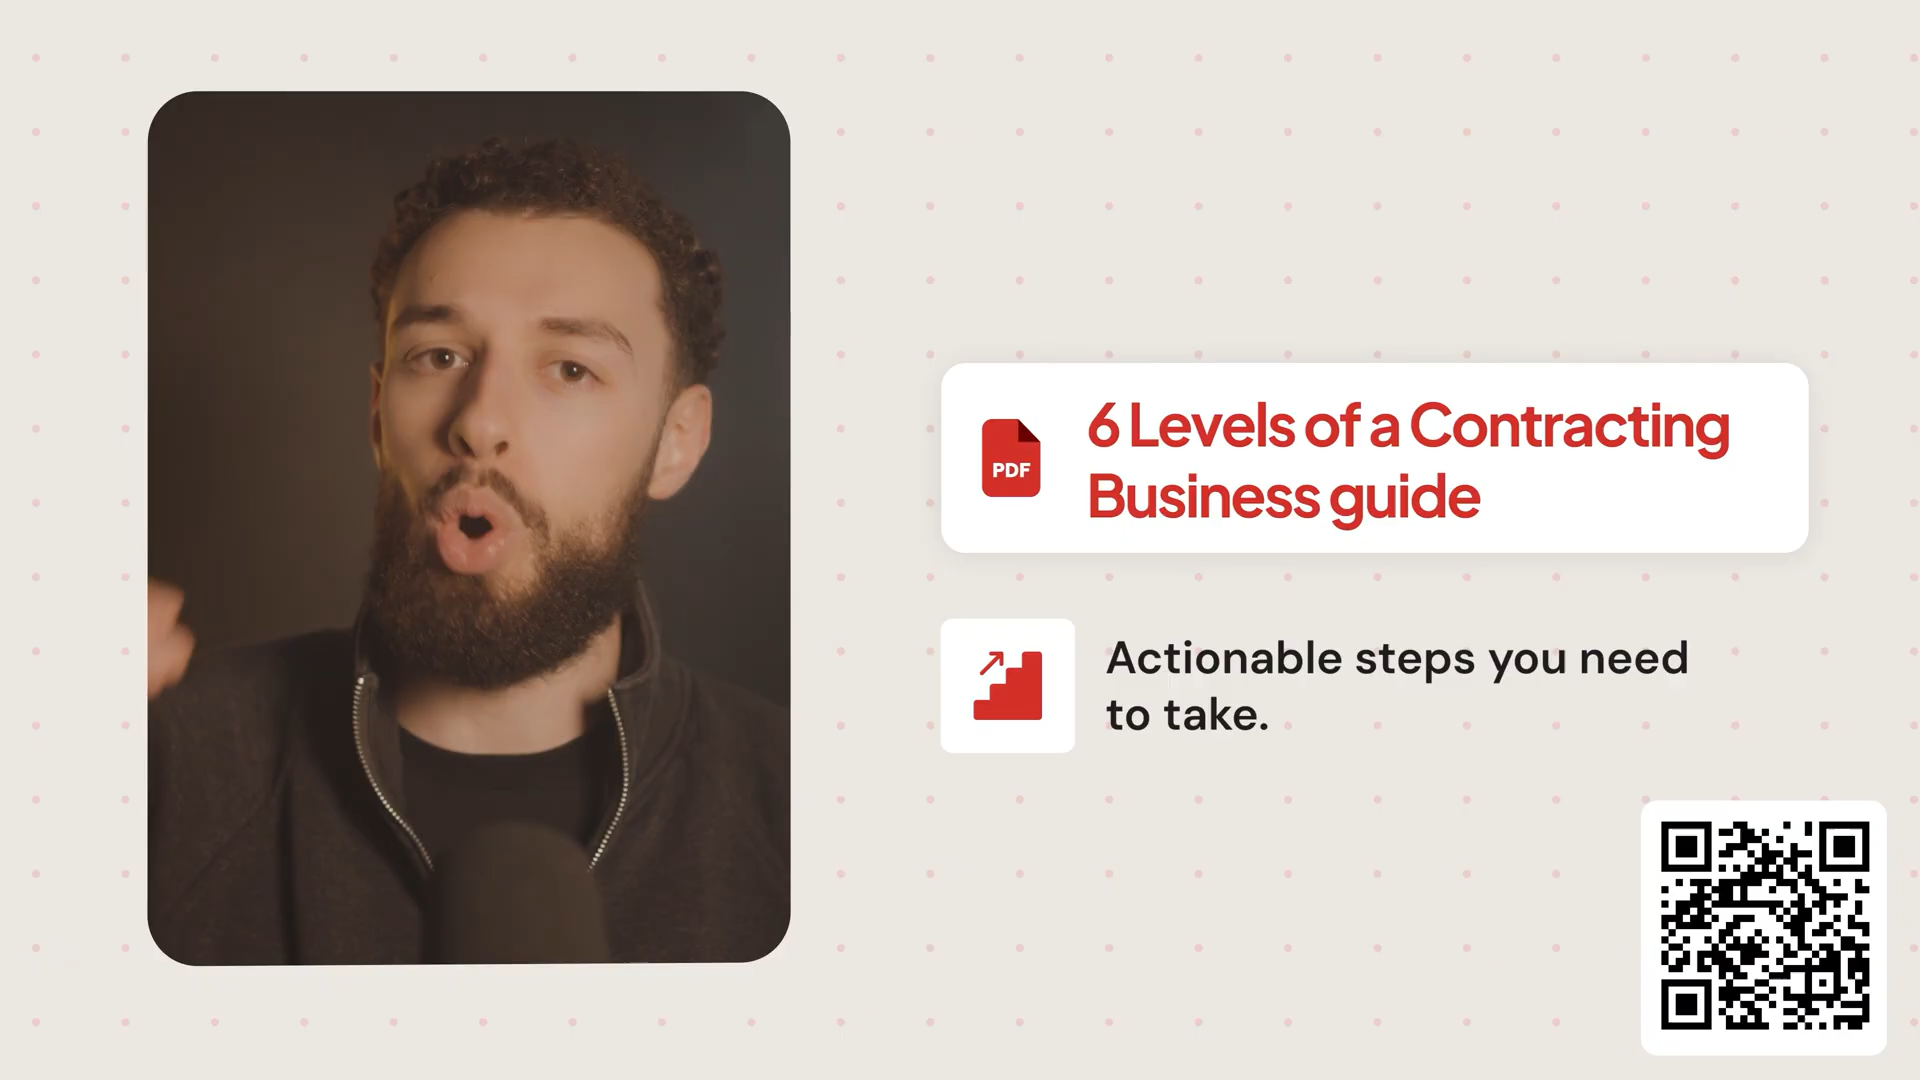 PDF
6 Levels of a Contracting
Business guide
Actionable steps you need
to take.